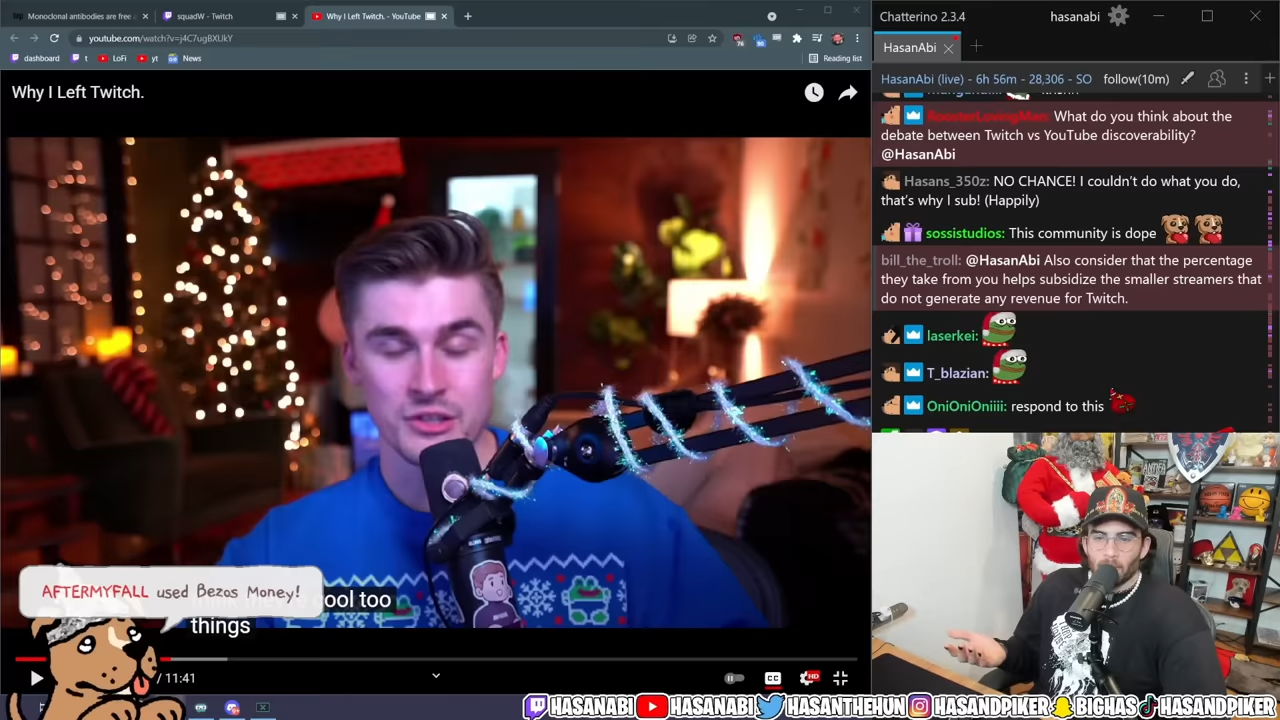 Monoclonal antibodies are free
squadW - Twitch
Why I Left Twitch. - YouTube
youtube.com/watch?v=j4C7ugBXUkY
dashboard
t
LoFi
yt
News
Reading list
Why I Left Twitch.
AFTERMYFALL used Bezos Money!
cool too
things
/ 11:41
CC
HD
Chatterino 2.3.4
hasanabi
HasanAbi
HasanAbi (live) - 6h 56m - 28,306 - SO
follow(10m)
What do you think about the
debate between Twitch vs YouTube discoverability?
@HasanAbi
Hasans_350z: NO CHANCE! I couldn't do what you do,
that's why I sub! (Happily)
sossistudios: This community is dope
bill_the_troll: @HasanAbi Also consider that the percentage
they take from you helps subsidize the smaller streamers that
do not generate any revenue for Twitch.
laserkei:
T_blazian:
OniOniOniiii: respond to this
HASANABI
HASANABI
HASANTHEHUN
HASANDPIKER
BIGHAS
HASANDPIKER